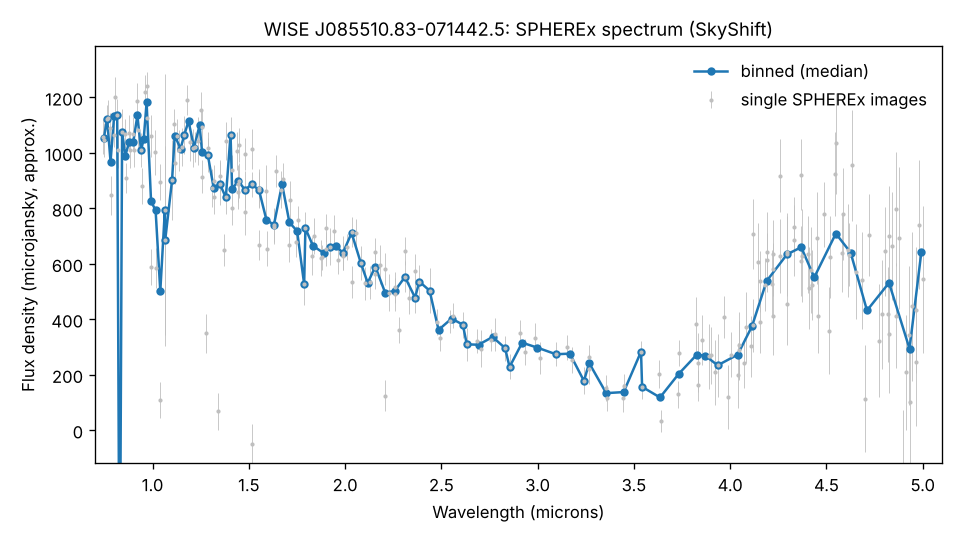 WISE J085510.83-071442.5: SPHEREx spectrum (SkyShift)
binned (median)
single SPHEREx images
Flux density (microjansky, approx.)
1200
1000
800
600
400
200
0
1.0 1.5 2.0 2.5 3.0 3.5 4.0 4.5 5.0
Wavelength (microns)